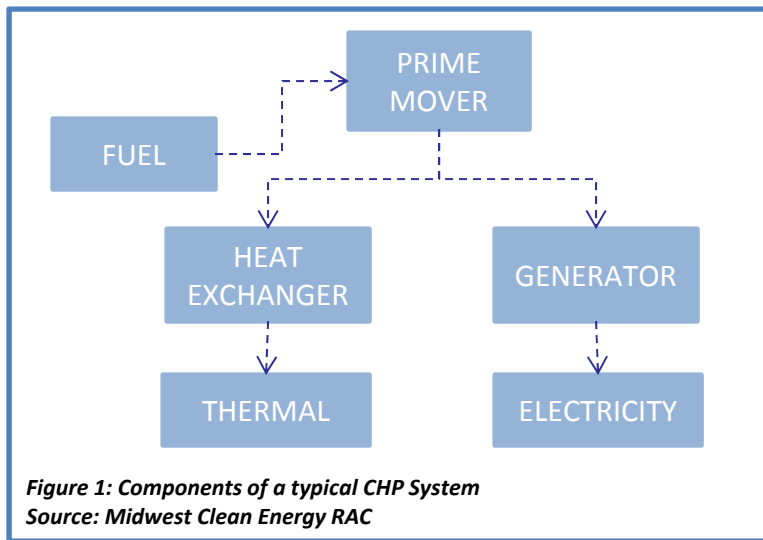 PRIME
MOVER
FUEL
HEAT
EXCHANGER
GENERATOR
THERMAL
ELECTRICITY
Figure 1: Components of a typical CHP System
Source: Midwest Clean Energy RAC